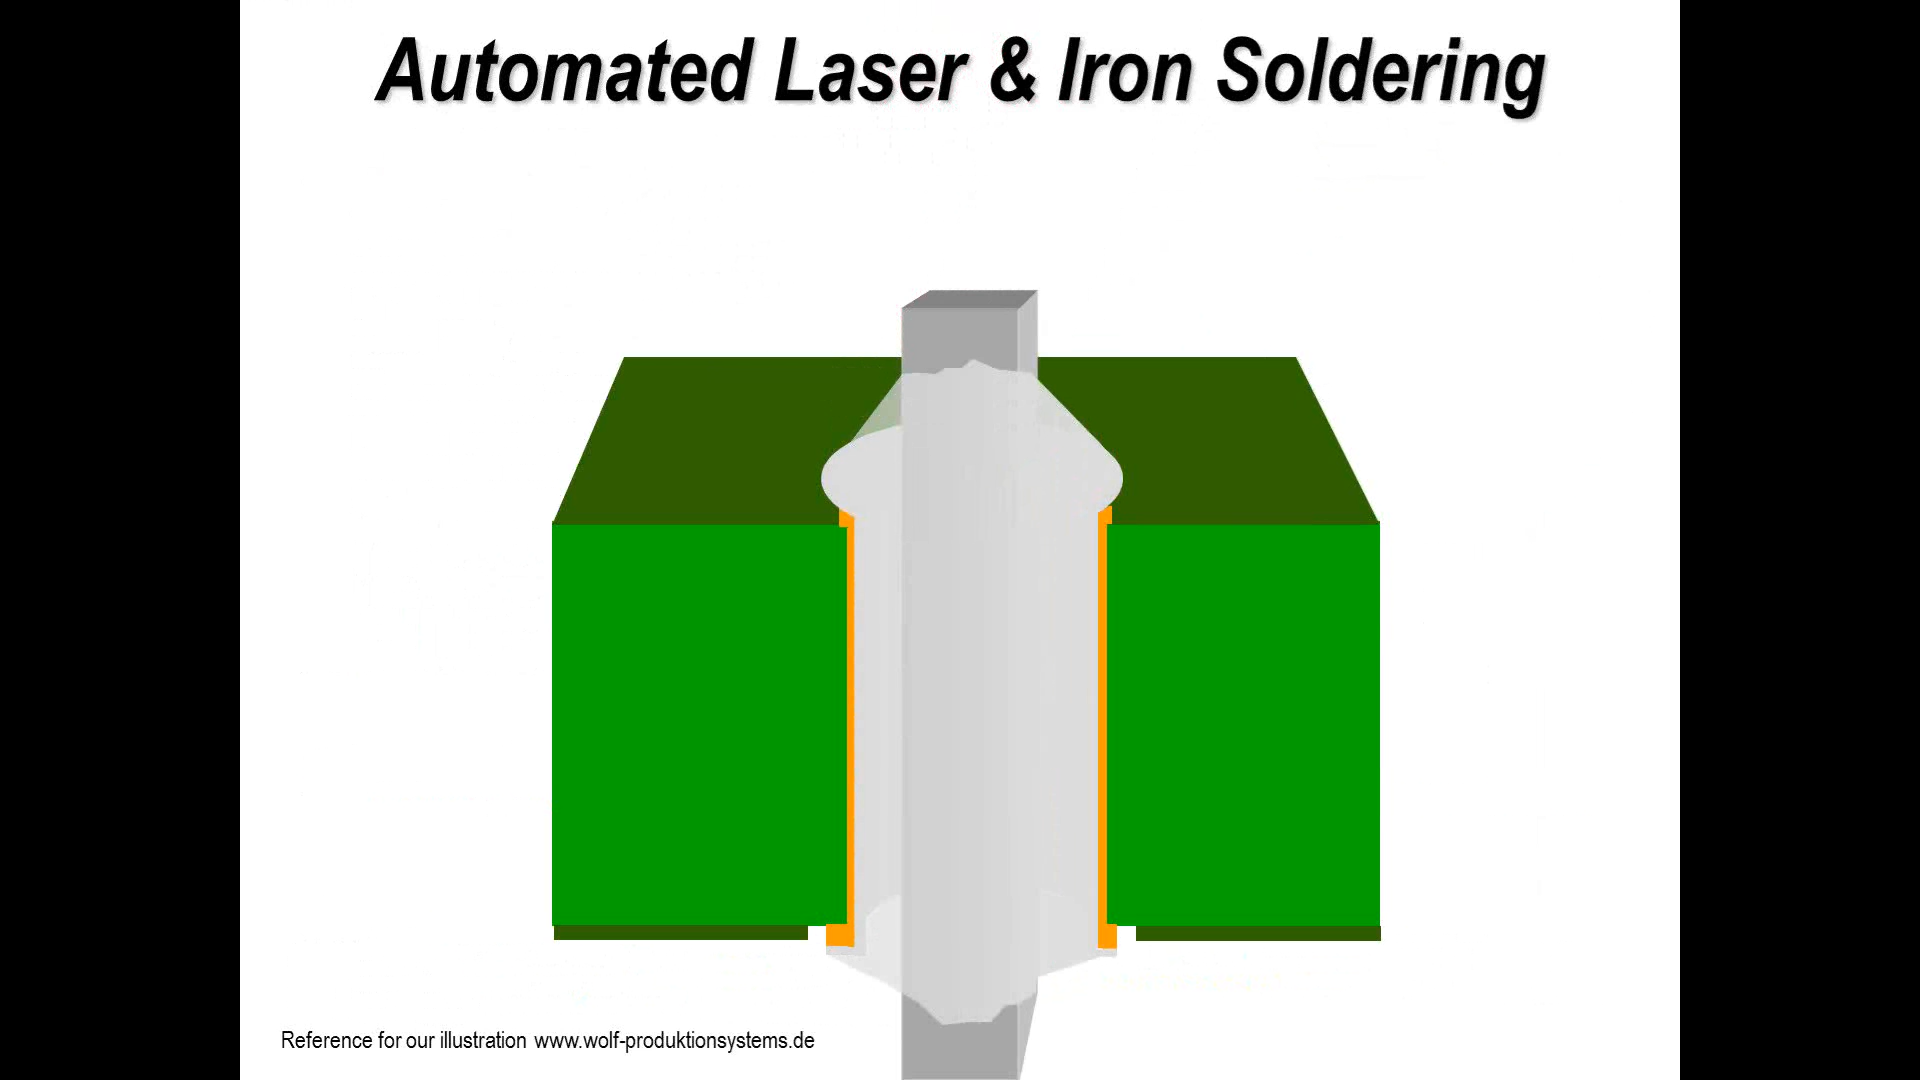 Automated Laser & Iron Soldering
Reference for our illustration www.wolf-produktionsystems.de